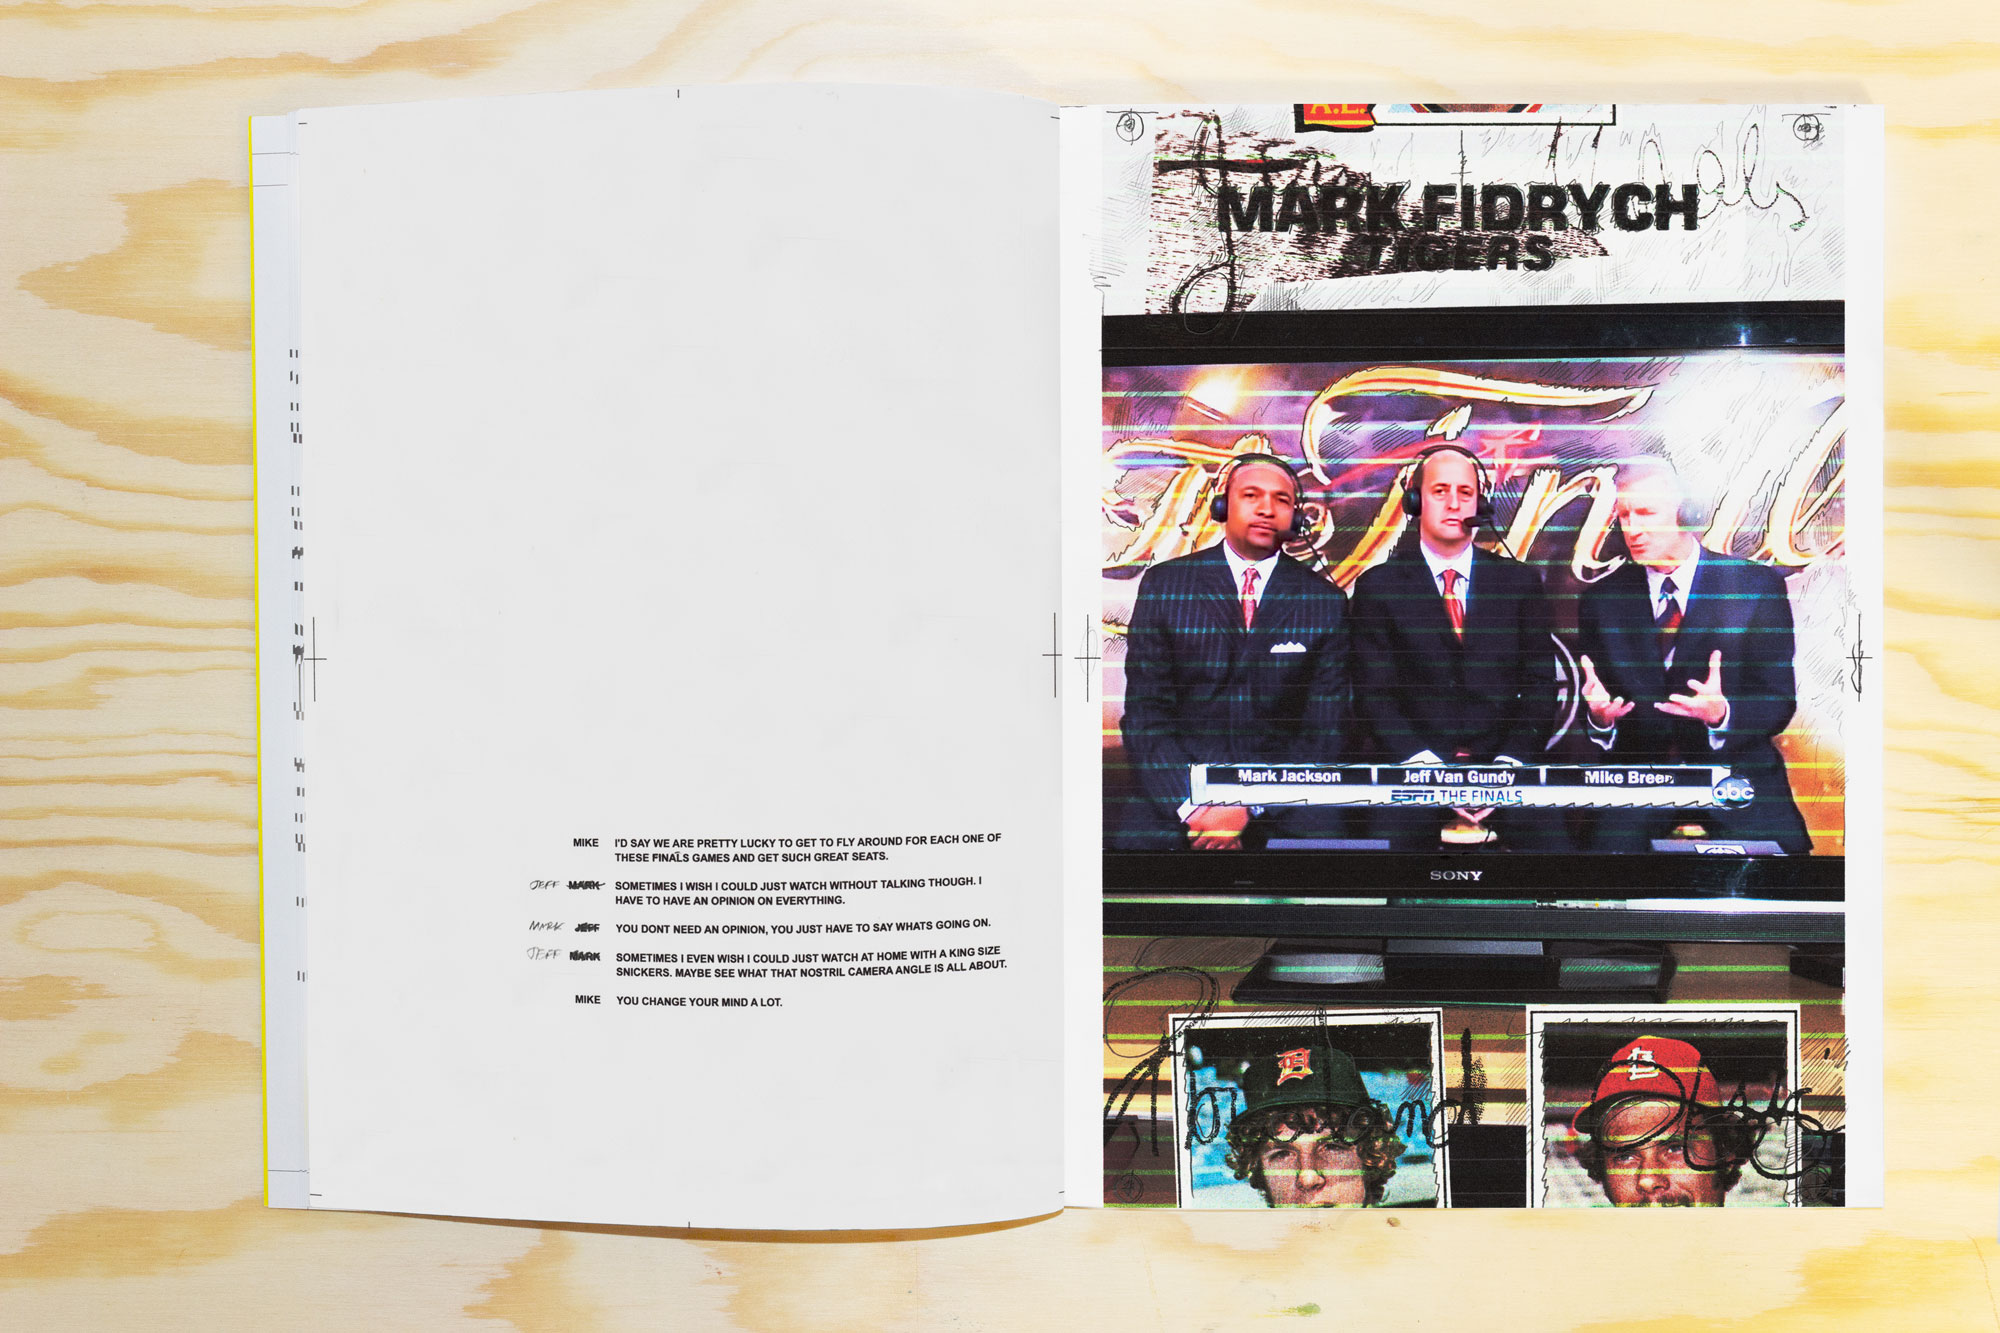 MIKE I'D SAY WE ARE PRETTY LUCKY TO GET TO FLY AROUND FOR EACH ONE OF
THESE FINALS GAMES AND GET SUCH GREAT SEATS.
JEFF MARK SOMETIMES I WISH I COULD JUST WATCH WITHOUT TALKING THOUGH. I
HAVE TO HAVE AN OPINION ON EVERYTHING.
MARK JEFF YOU DONT NEED AN OPINION, YOU JUST HAVE TO SAY WHATS GOING ON.
JEFF MARK SOMETIMES I EVEN WISH I COULD JUST WATCH AT HOME WITH A KING SIZE
SNICKERS. MAYBE SEE WHAT THAT NOSTRIL CAMERA ANGLE IS ALL ABOUT.
MIKE YOU CHANGE YOUR MIND A LOT.
A.L.
MARK FIDRYCH
TIGERS
Mark Jackson Jeff Van Gundy Mike Breen
ESPN THE FINALS abc
SONY